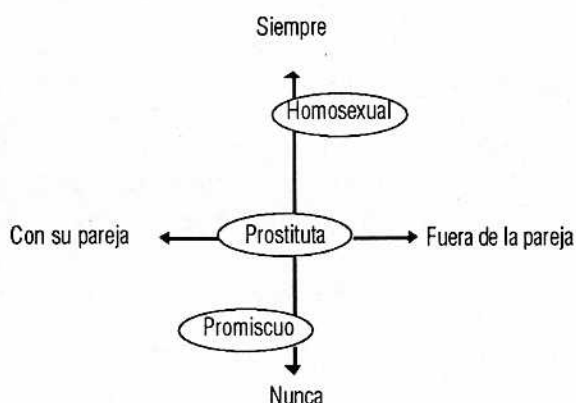 Siempre
Homosexual
Con su pareja
Prostituta
Fuera de la pareja
Promiscuo
Nunca